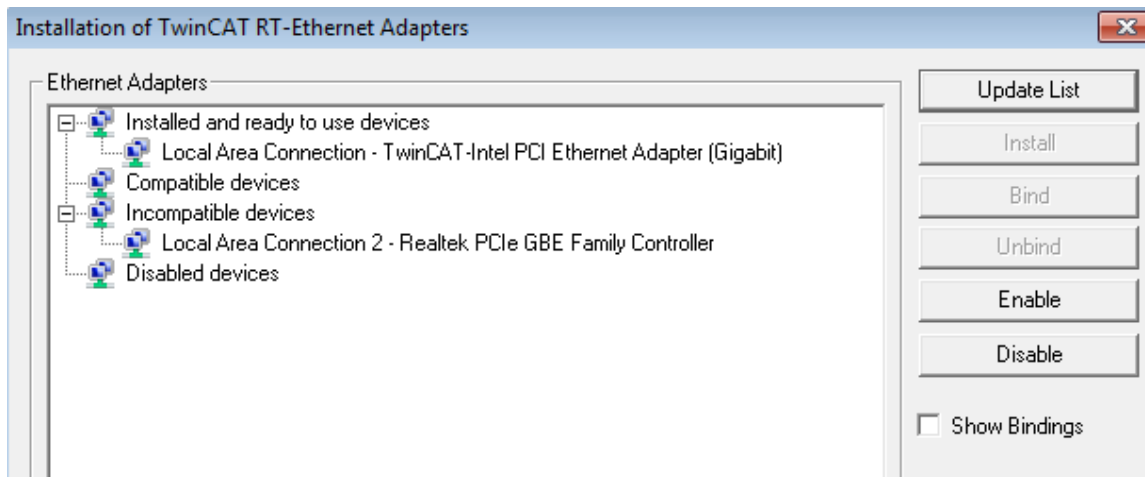 Installation of TwinCAT RT-Ethernet Adapters
Ethernet Adapters
Installed and ready to use devices
Local Area Connection - TwinCAT-Intel PCI Ethernet Adapter (Gigabit)
Compatible devices
Incompatible devices
Local Area Connection 2 - Realtek PCIe GBE Family Controller
Disabled devices
Update List
Install
Bind
Unbind
Enable
Disable
Show Bindings